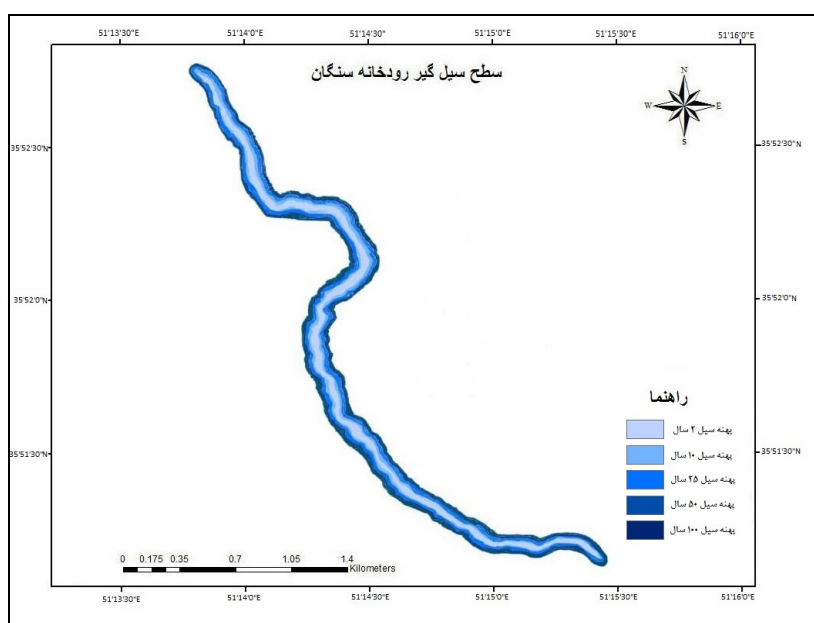 51°13'30"E 51°14'0"E 51°14'30"E 51°15'0"E 51°15'30"E 51°16'0"E
سطح سیل گیر رودخانه سنگان
N
W E
S
35°52'30"N 35°52'30"N
35°52'0"N 35°52'0"N
35°51'30"N 35°51'30"N
راهنما
پهنه سیل ۲ سال
پهنه سیل ۱۰ سال
پهنه سیل ۲۵ سال
پهنه سیل ۵۰ سال
پهنه سیل ۱۰۰ سال
0 0.175 0.35 0.7 1.05 1.4
Kilometers
51°13'30"E 51°14'0"E 51°14'30"E 51°15'0"E 51°15'30"E 51°16'0"E